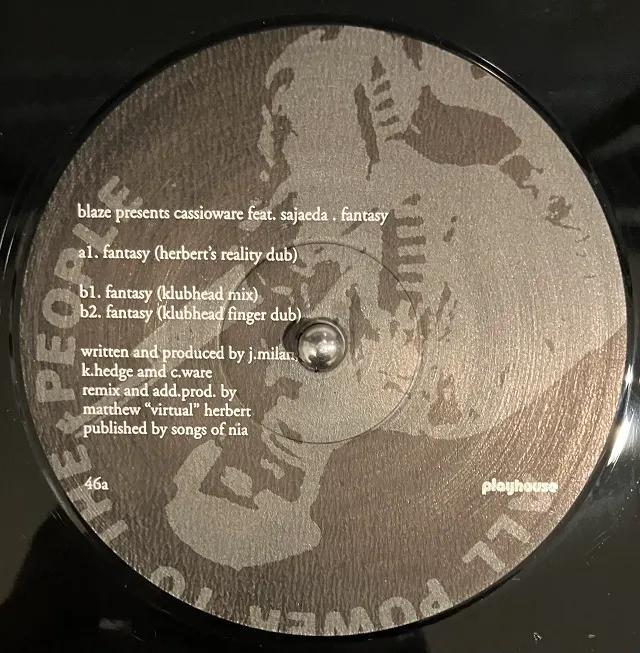 blaze presents cassioware feat. sajaeda . fantasy
a1. fantasy (herbert's reality dub)
b1. fantasy (klubhead mix)
b2. fantasy (klubhead finger dub)
written and produced by j.milan,
k.hedge amd c.ware
remix and add.prod. by
matthew “virtual” herbert
published by songs of nia
46a
playhouse
ALL POWER TO THE PEOPLE